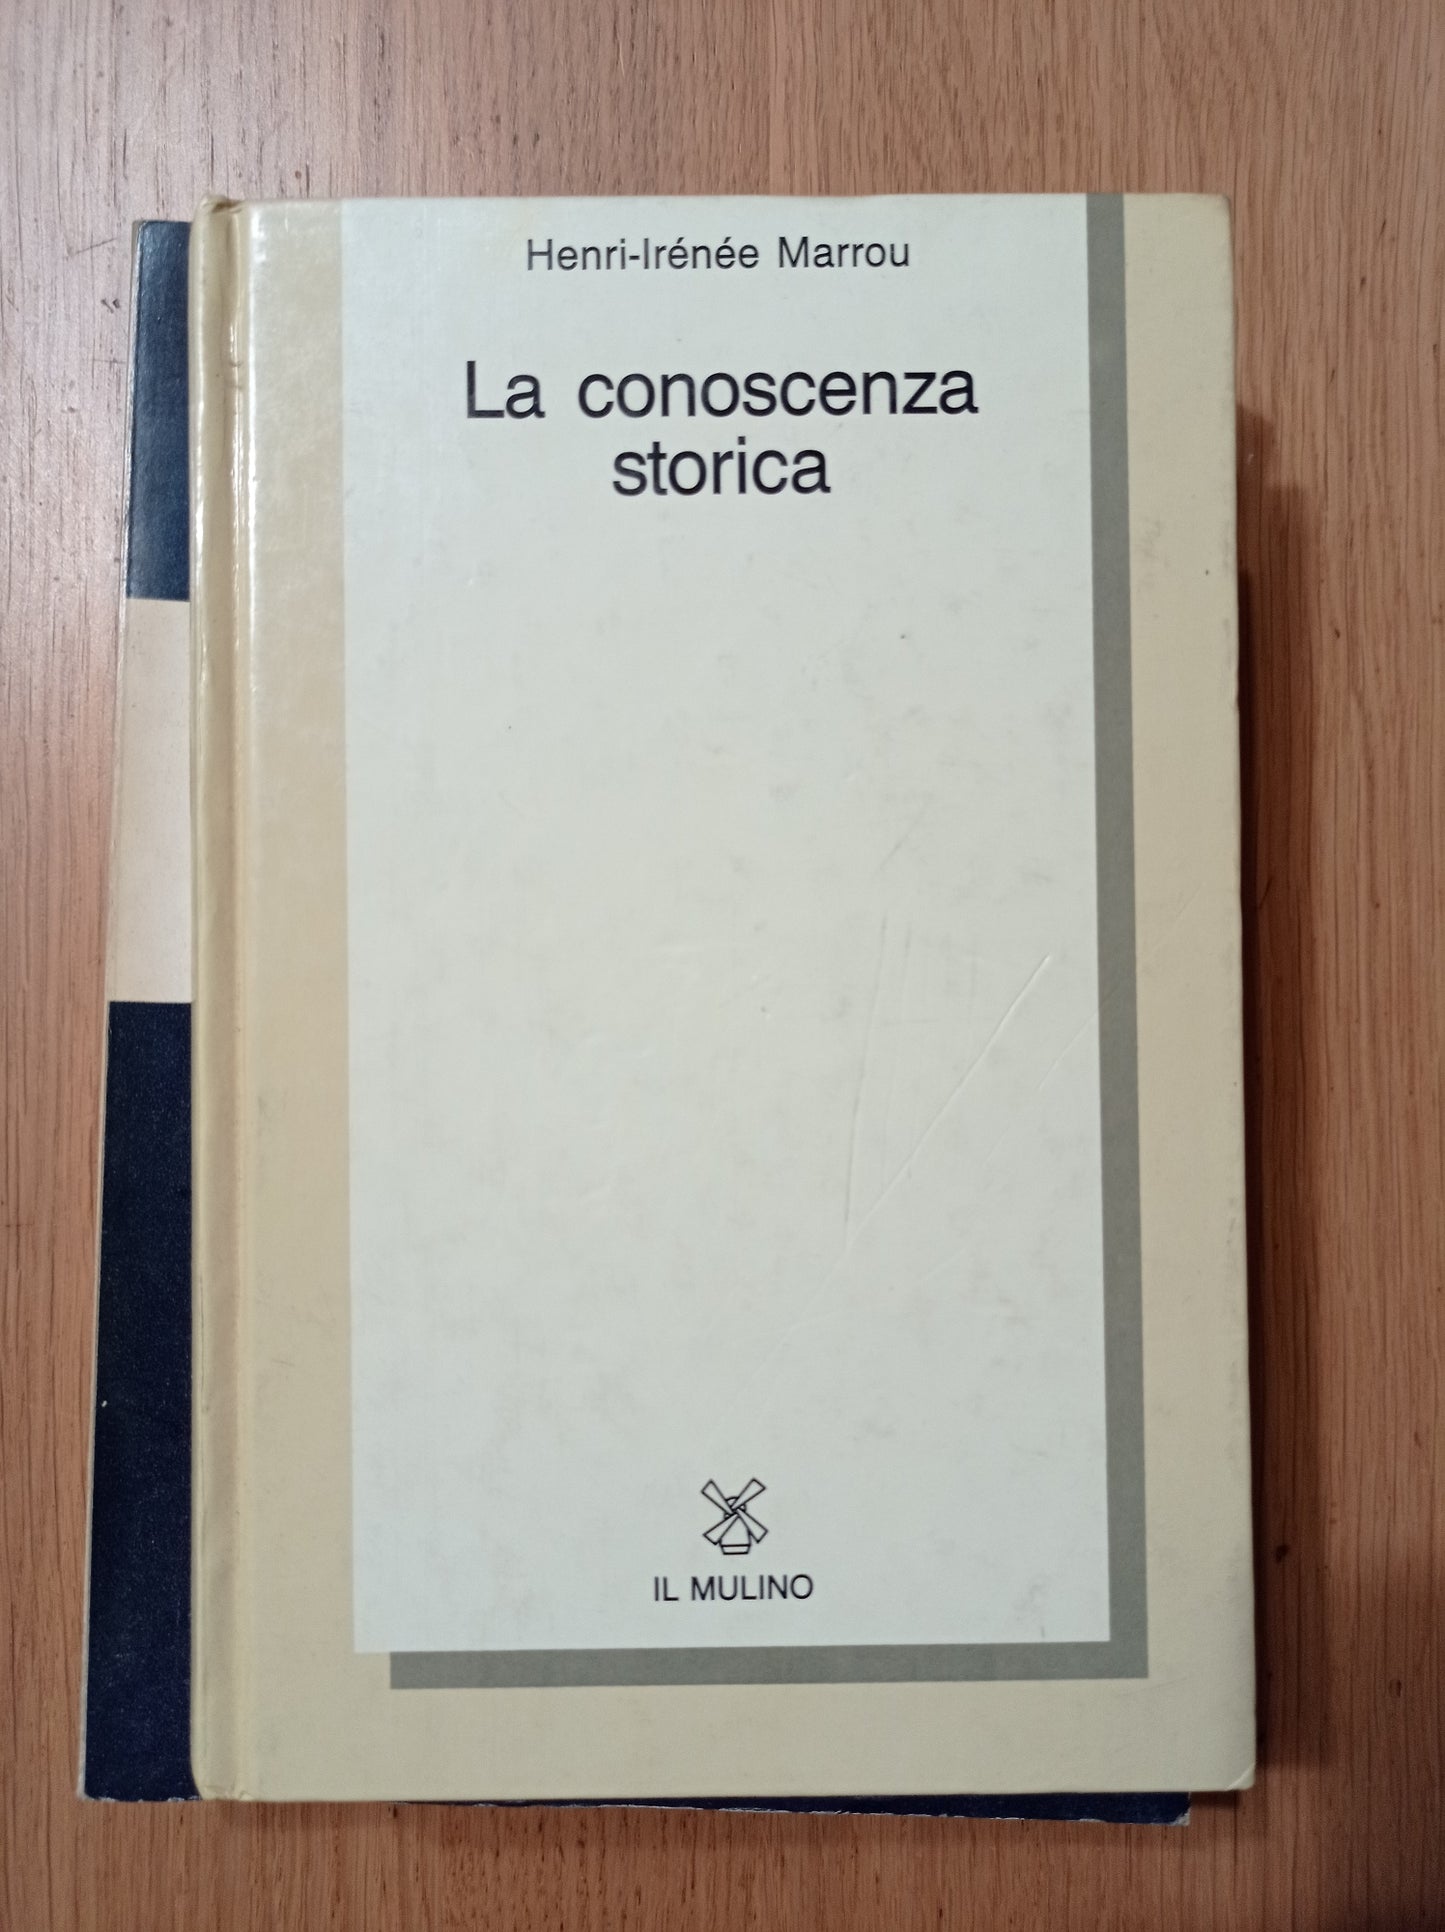 Henri-Irénée Marrou
La conoscenza
storica
IL MULINO